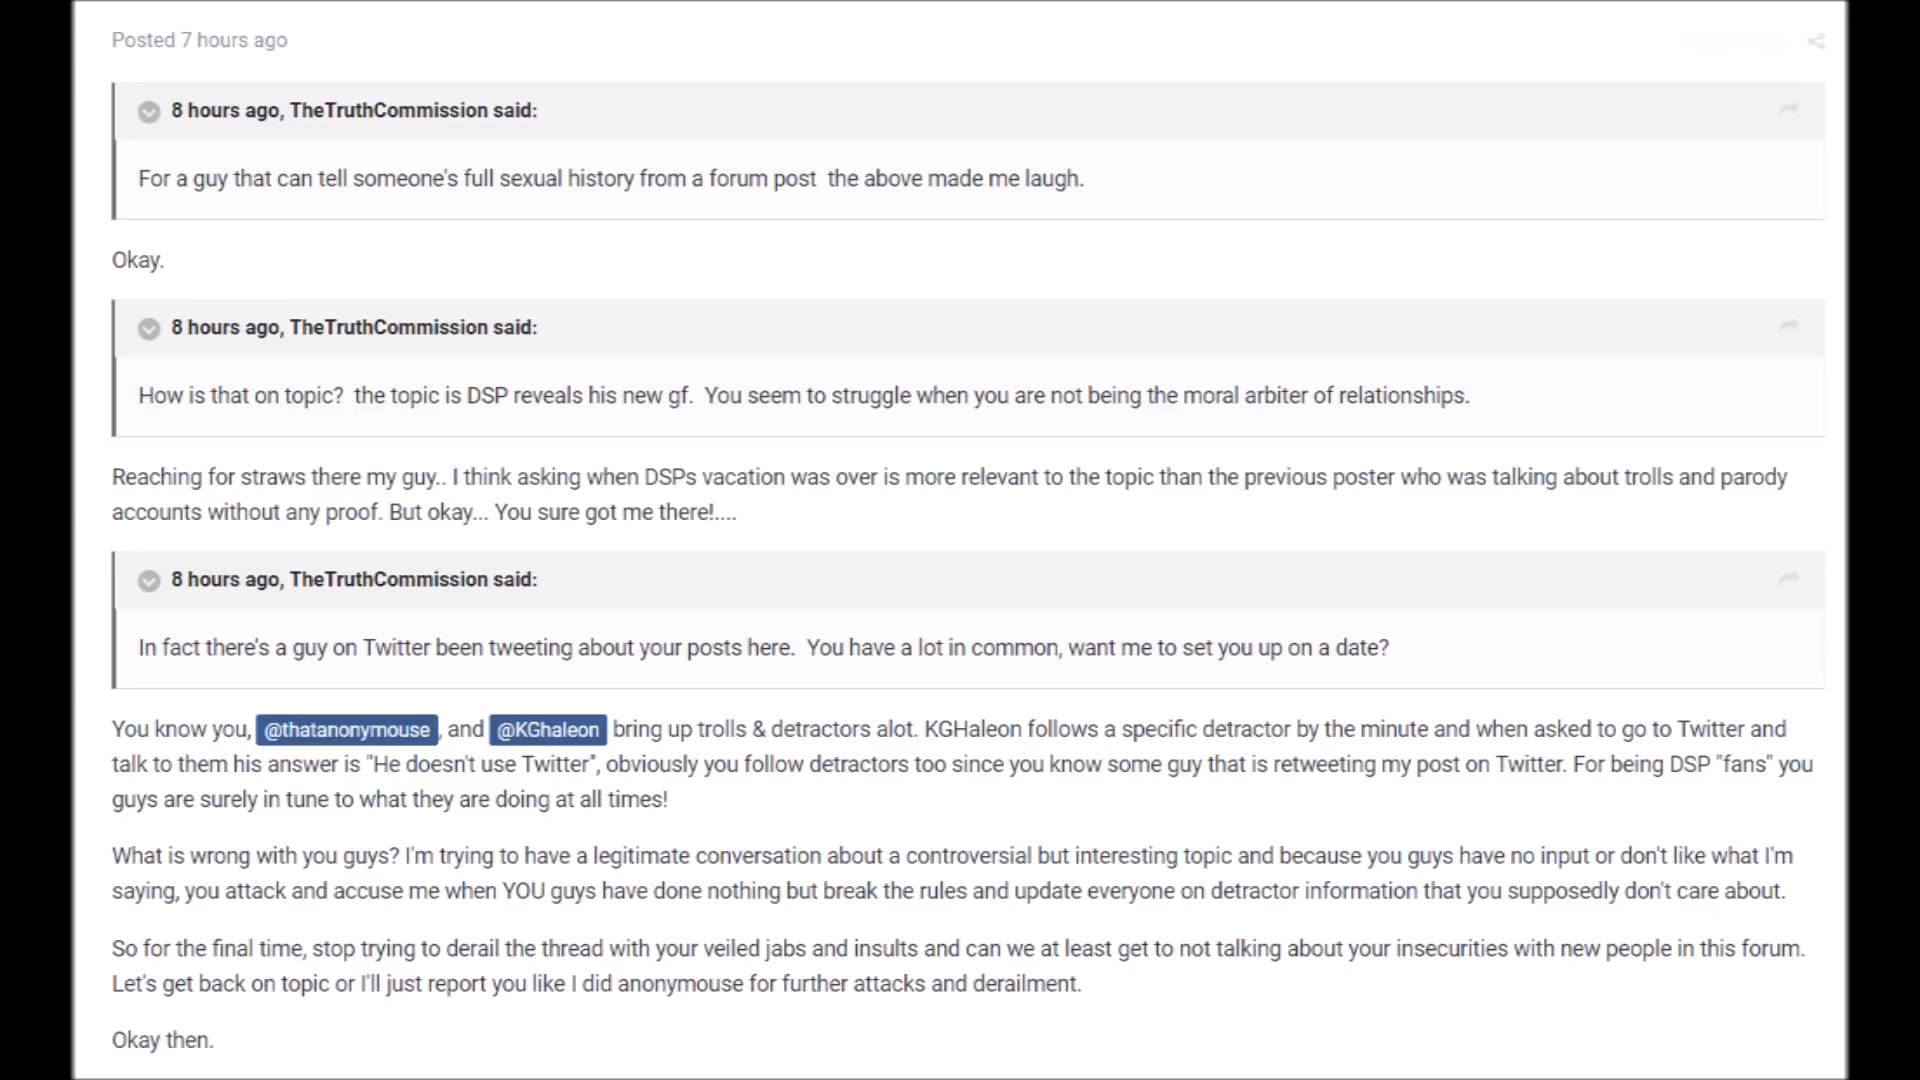 Posted 7 hours ago
8 hours ago, TheTruthCommission said:
For a guy that can tell someone's full sexual history from a forum post  the above made me laugh.
Okay.
8 hours ago, TheTruthCommission said:
How is that on topic?  the topic is DSP reveals his new gf.  You seem to struggle when you are not being the moral arbiter of relationships.
Reaching for straws there my guy.. I think asking when DSPs vacation was over is more relevant to the topic than the previous poster who was talking about trolls and parody
accounts without any proof. But okay... You sure got me there!....
8 hours ago, TheTruthCommission said:
In fact there's a guy on Twitter been tweeting about your posts here.  You have a lot in common, want me to set you up on a date?
You know you, @thatanonymouse, and @KGhaleon bring up trolls & detractors alot. KGHaleon follows a specific detractor by the minute and when asked to go to Twitter and
talk to them his answer is "He doesn't use Twitter", obviously you follow detractors too since you know some guy that is retweeting my post on Twitter. For being DSP "fans" you
guys are surely in tune to what they are doing at all times!
What is wrong with you guys? I'm trying to have a legitimate conversation about a controversial but interesting topic and because you guys have no input or don't like what I'm
saying, you attack and accuse me when YOU guys have done nothing but break the rules and update everyone on detractor information that you supposedly don't care about.
So for the final time, stop trying to derail the thread with your veiled jabs and insults and can we at least get to not talking about your insecurities with new people in this forum.
Let's get back on topic or I'll just report you like I did anonymouse for further attacks and derailment.
Okay then.